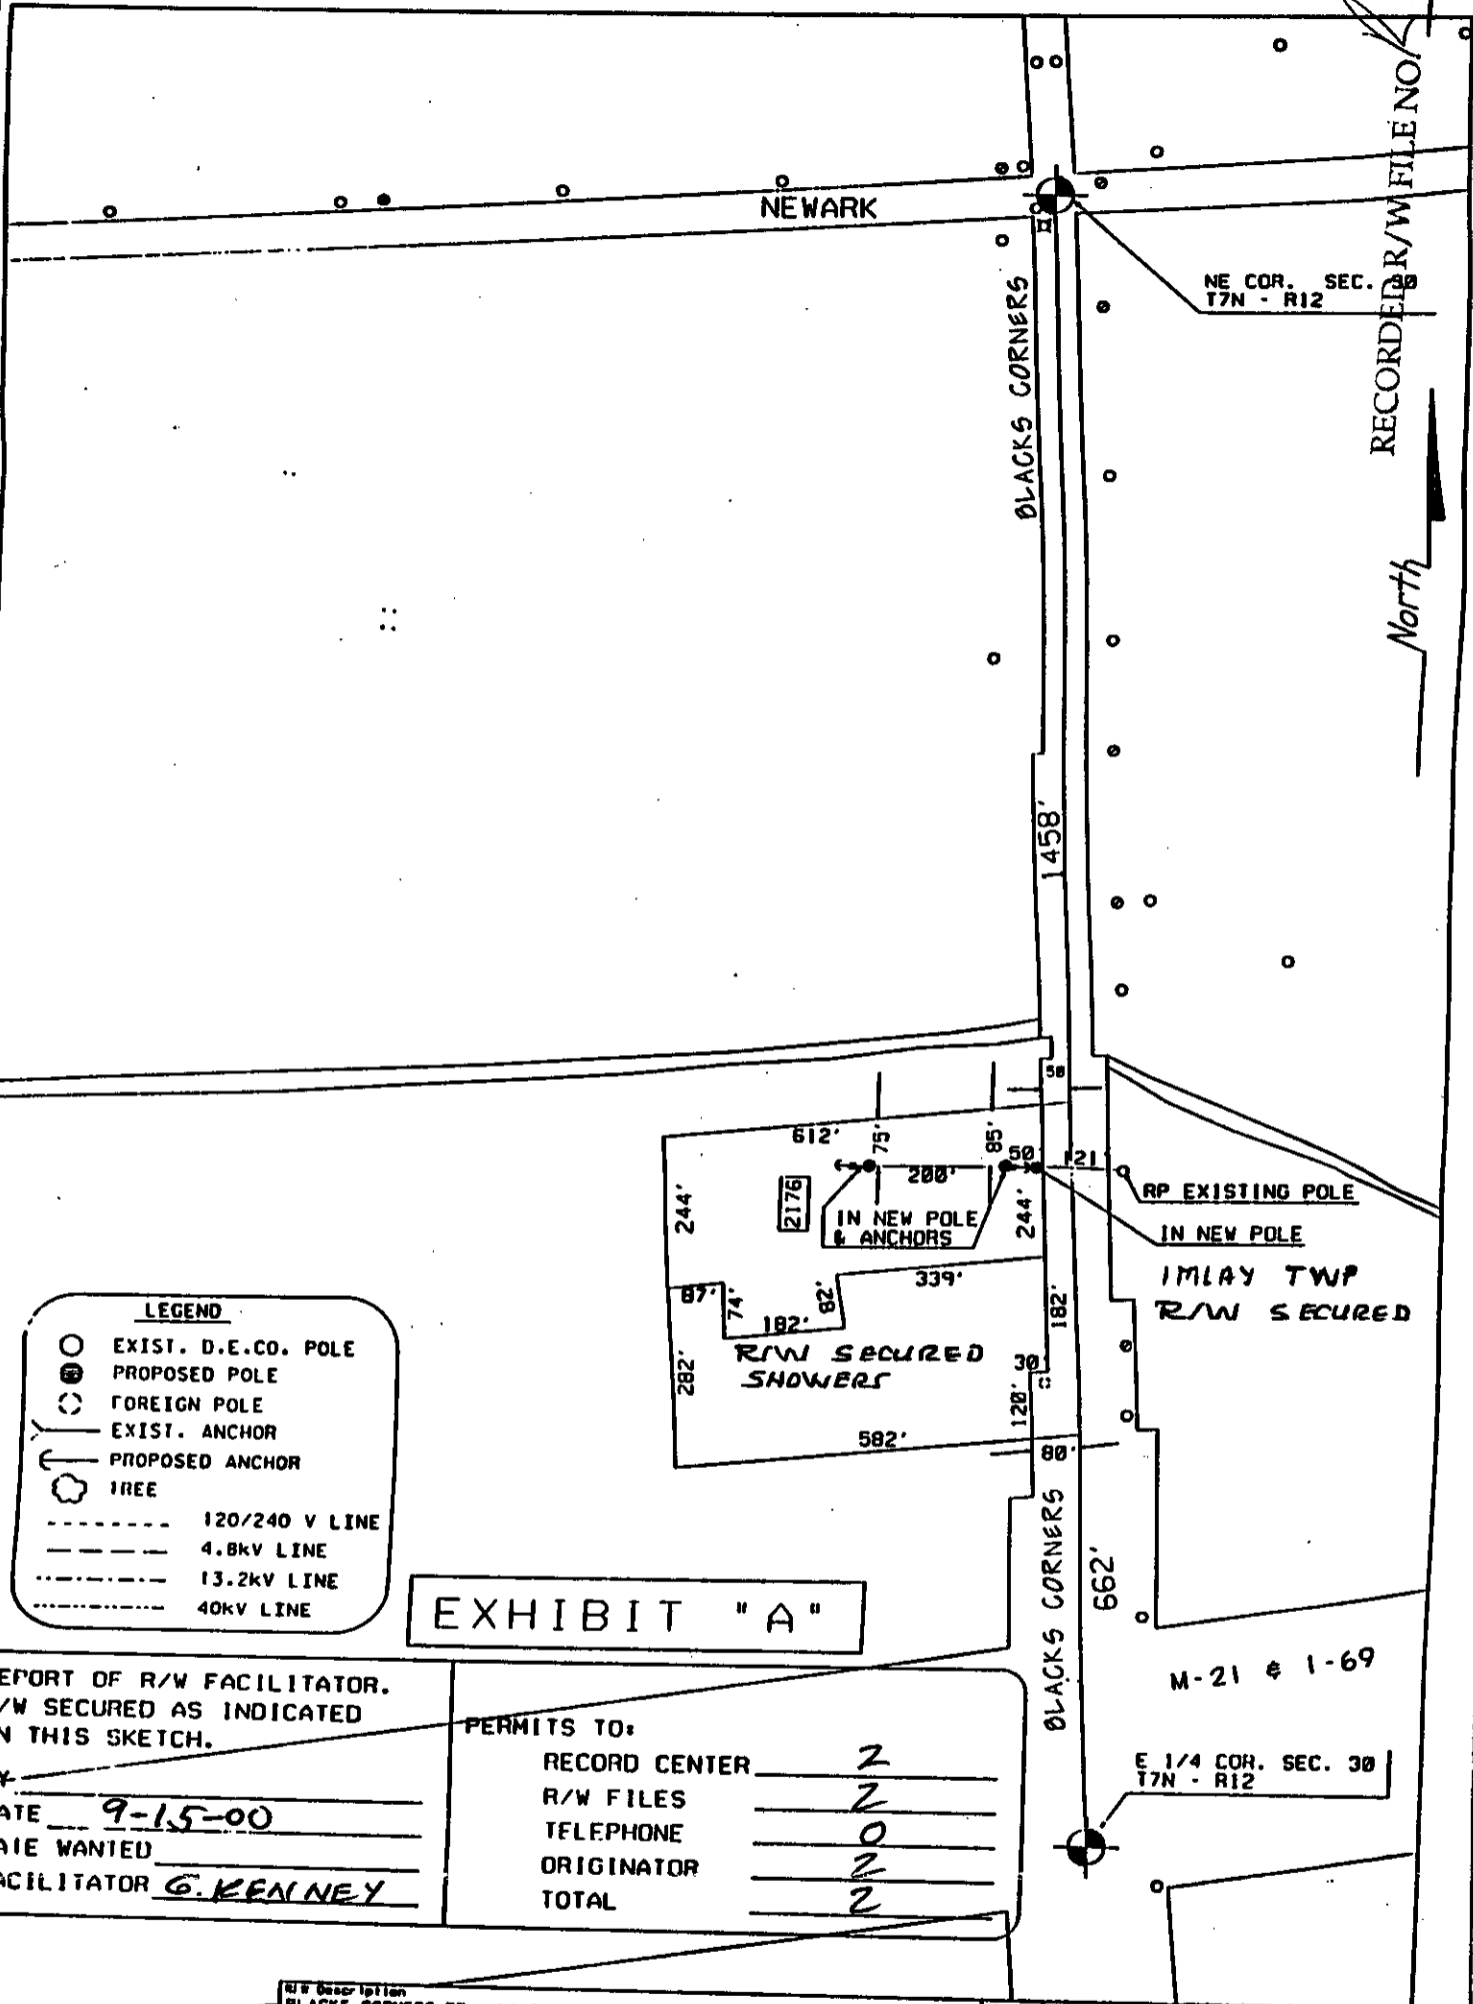 RECORDED R/W FILE NO.
NEWARK
NE COR. SEC. 30
T7N - R12
BLACKS CORNERS
North
1458'
50
612'
75'
85'
50
121
200'
RP EXISTING POLE
244'
2176
IN NEW POLE
& ANCHORS
244'
IN NEW POLE
IMLAY TWP
R/W SECURED
87'
74'
82'
339'
182'
182'
R/W SECURED
SHOWERS
282'
30
120'
582'
80'
LEGEND
EXIST. D.E.CO. POLE
PROPOSED POLE
FOREIGN POLE
EXIST. ANCHOR
PROPOSED ANCHOR
TREE
120/240 V LINE
4.8kV LINE
13.2kV LINE
40kV LINE
EXHIBIT "A"
BLACKS CORNERS
662'
M-21 & I-69
E 1/4 COR. SEC. 30
T7N - R12
EPORT OF R/W FACILITATOR.
/W SECURED AS INDICATED
N THIS SKETCH.
Y
ATE 9-15-00
ATE WANTED
ACILITATOR G. KENNEY
PERMITS TO:
RECORD CENTER 2
R/W FILES 2
TELEPHONE 0
ORIGINATOR 2
TOTAL 2
R/W Description